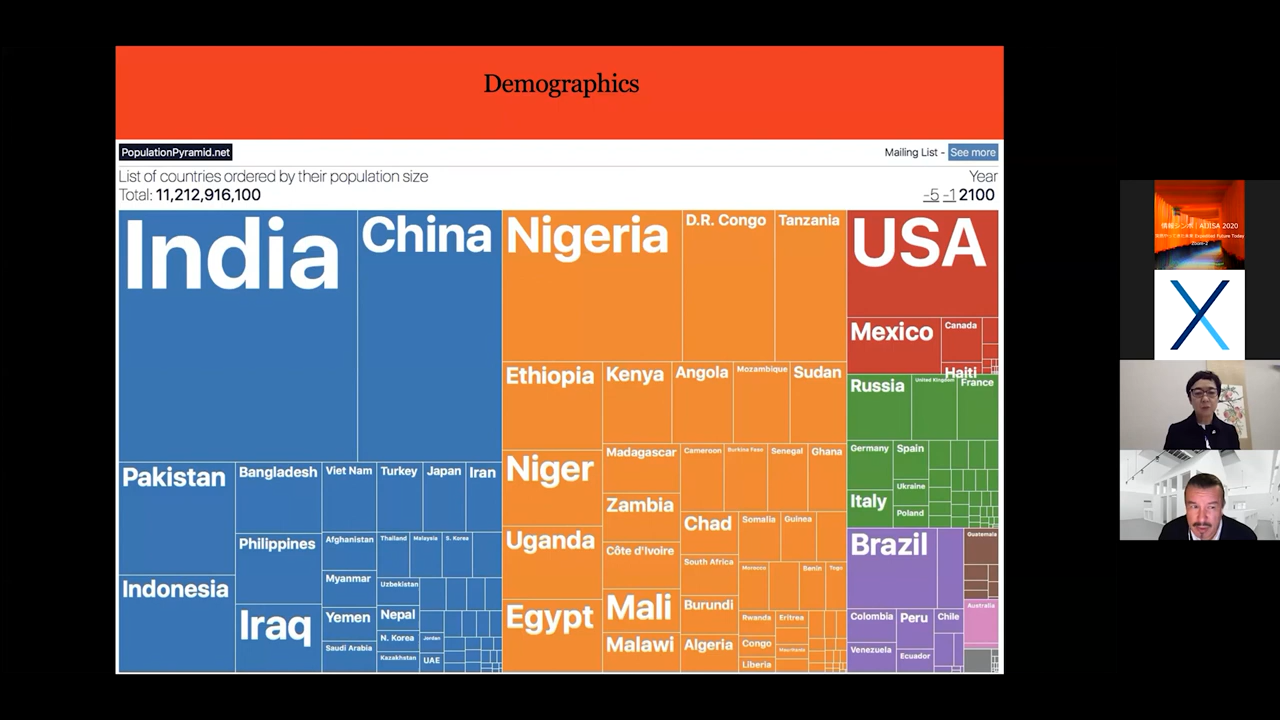 Demographics
PopulationPyramid.net
Mailing List - See more
List of countries ordered by their population size
Year
Total: 11,212,916,100
-5 -1 2100
India
China
Nigeria
D.R. Congo
Tanzania
USA
Mexico
Canada
Haiti
Ethiopia
Kenya
Angola
Mozambique
Sudan
Russia
United Kingdom
France
Pakistan
Bangladesh
Viet Nam
Turkey
Japan
Iran
Niger
Madagascar
Cameroon
Burkina Faso
Senegal
Ghana
Germany
Spain
Ukraine
Italy
Poland
Zambia
Chad
Somalia
Guinea
Philippines
Afghanistan
Thailand
Malaysia
S. Korea
Uganda
Côte d'Ivoire
South Africa
Morocco
Benin
Togo
Brazil
Guatemala
Indonesia
Myanmar
Uzbekistan
Iraq
Yemen
Nepal
Saudi Arabia
N. Korea
Jordan
Kazakhstan
UAE
Egypt
Mali
Burundi
Rwanda
Eritrea
Malawi
Algeria
Congo
Liberia
Colombia
Peru
Chile
Venezuela
Ecuador
Australia
AUISA 2020
Zoom-2
X